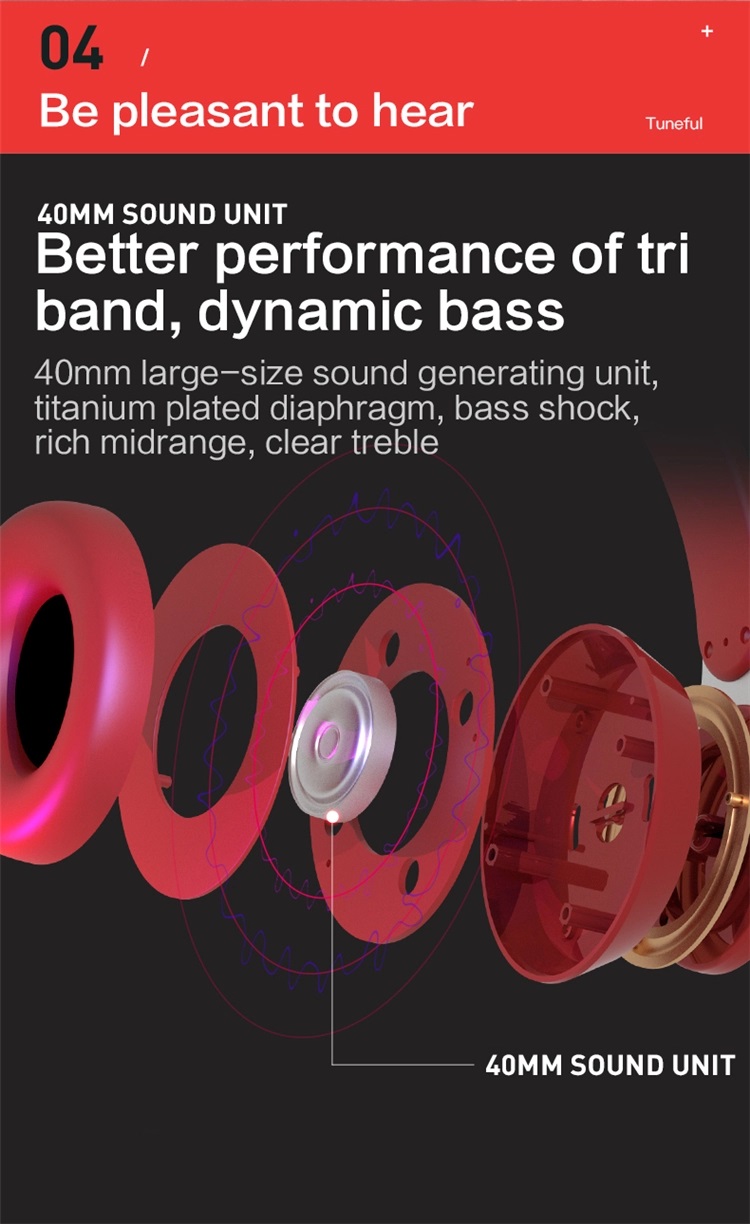 04 /
+
Be pleasant to hear
Tuneful
40MM SOUND UNIT
Better performance of tri
band, dynamic bass
40mm large-size sound generating unit,
titanium plated diaphragm, bass shock,
rich midrange, clear treble
40MM SOUND UNIT